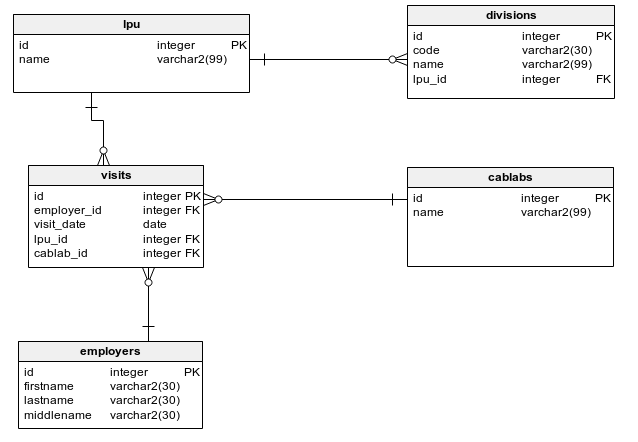 lpu
id integer PK
name varchar2(99)
divisions
id integer PK
code varchar2(30)
name varchar2(99)
lpu_id integer FK
visits
id integer PK
employer_id integer FK
visit_date date
lpu_id integer FK
cablab_id integer FK
cablabs
id integer PK
name varchar2(99)
employers
id integer PK
firstname varchar2(30)
lastname varchar2(30)
middlename varchar2(30)